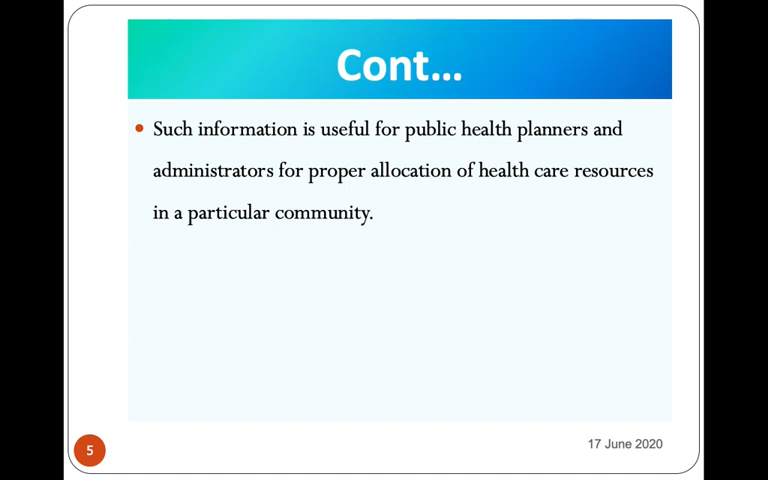 Cont...
• Such information is useful for public health planners and
administrators for proper allocation of health care resources
in a particular community.
5
17 June 2020